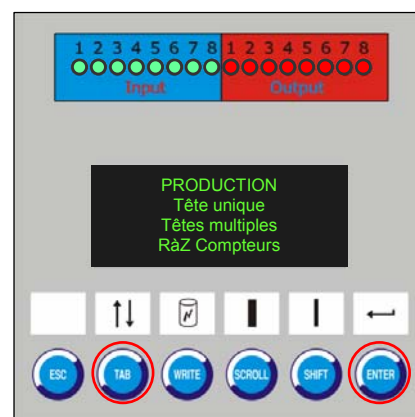 1 2 3 4 5 6 7 8 1 2 3 4 5 6 7 8
Input Output
PRODUCTION
Tête unique
Têtes multiples
RàZ Compteurs
ESC TAB WRITE SCROLL SHIFT ENTER